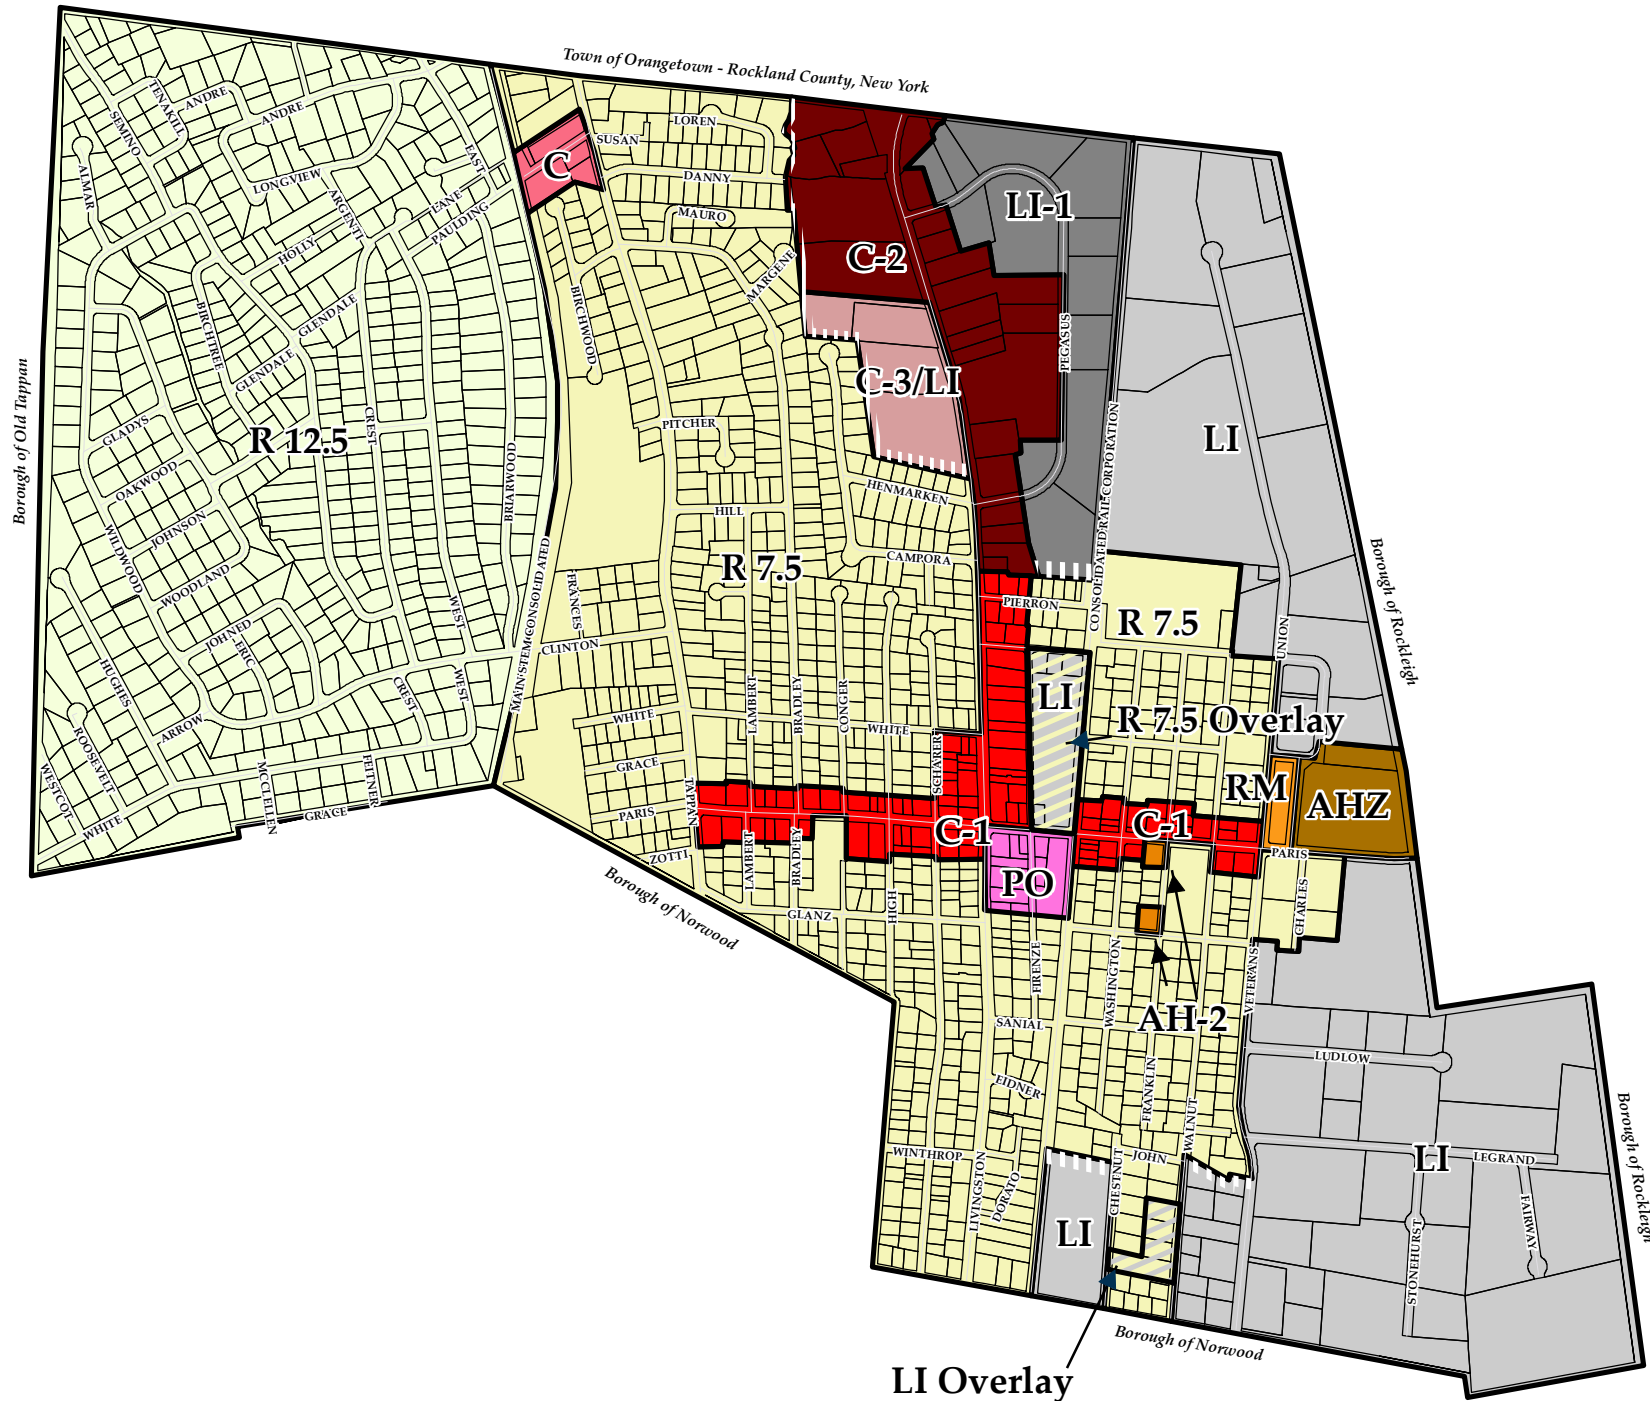 Town of Orangetown - Rockland County, New York
Borough of Old Tappan
Borough of Norwood
Borough of Rockleigh
Borough of Rockleigh
Borough of Norwood
TENAKILL
ANDRE
ANDRE
SEMINO
ALMAR
LONGVIEW
ARGENTI
EAST
LANE
PAULDING
HOLLY
BIRCHTREE
GLENDALE
GLENDALE
GLADYS
OAKWOOD
R 12.5
CREST
BRIARWOOD
JOHNSON
WILDWOOD
WOODLAND
JOHNED
ERIC
HUGHES
WEST
WEST
CREST
ARROW
ROOSEVELT
WESTCOT
WHITE
MCCLELLEN
FEITNER
GRACE
MAIN STEM CONSOLIDATED
C
SUSAN
LOREN
DANNY
MAURO
MARGENE
BIRCHWOOD
PITCHER
HILL
R 7.5
HENMARKEN
CAMPORA
FRANCES
CLINTON
LAMBERT
BRADLEY
CONGER
WHITE
WHITE
SCHARER
GRACE
PARIS
TAPPAN
ZOTTI
LAMBERT
BRADLEY
HIGH
GLANZ
C-2
C-3/LI
LI-1
PEGASUS
CONSOLIDATED RAIL CORPORATION
LI
UNION
PIERRON
R 7.5
LI
R 7.5 Overlay
RM
AHZ
C-1
C-1
PO
PARIS
CHARLES
FIRENZE
WASHINGTON
VETERANS
AH-2
SANIAL
EIDNER
FRANKLIN
WALNUT
LUDLOW
WINTHROP
LIVINGSTON
DORATO
JOHN
CHESTNUT
LI
LI
LEGRAND
FAIRWAY
STONEHURST
LI Overlay